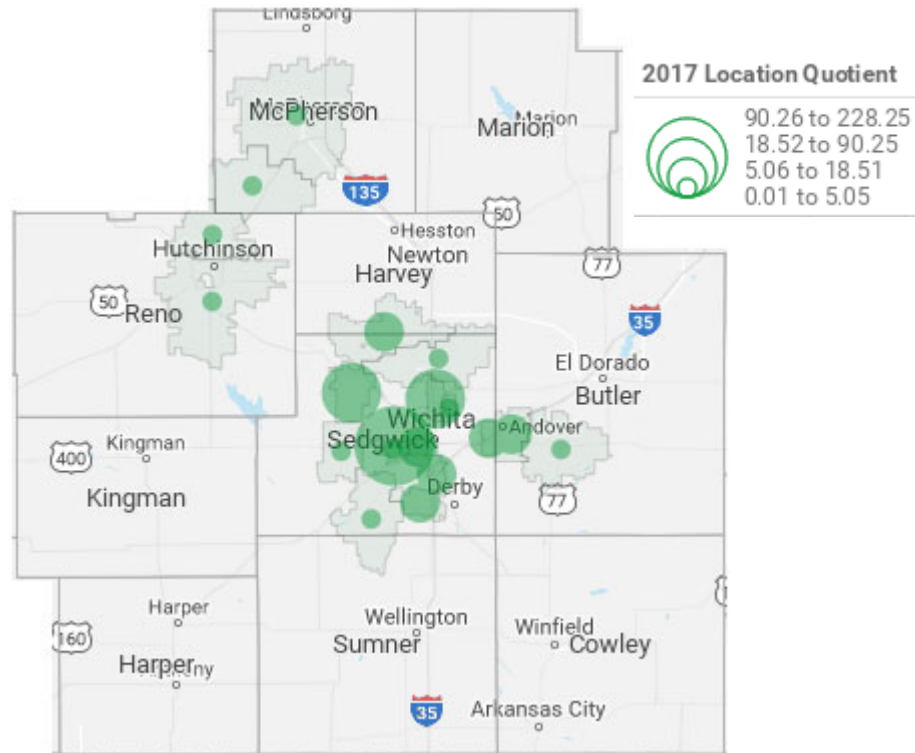 Lindsborg
McPherson
Marion
Marion
2017 Location Quotient
90.26 to 228.25
18.52 to 90.25
5.06 to 18.51
0.01 to 5.05
135
50
Hesston
Hutchinson
Newton
Harvey
77
50
Reno
35
El Dorado
Butler
Wichita
Andover
Sedgwick
Kingman
400
Kingman
Derby
77
Harper
160
Wellington
Sumner
Winfield
Cowley
Harper
35
Arkansas City